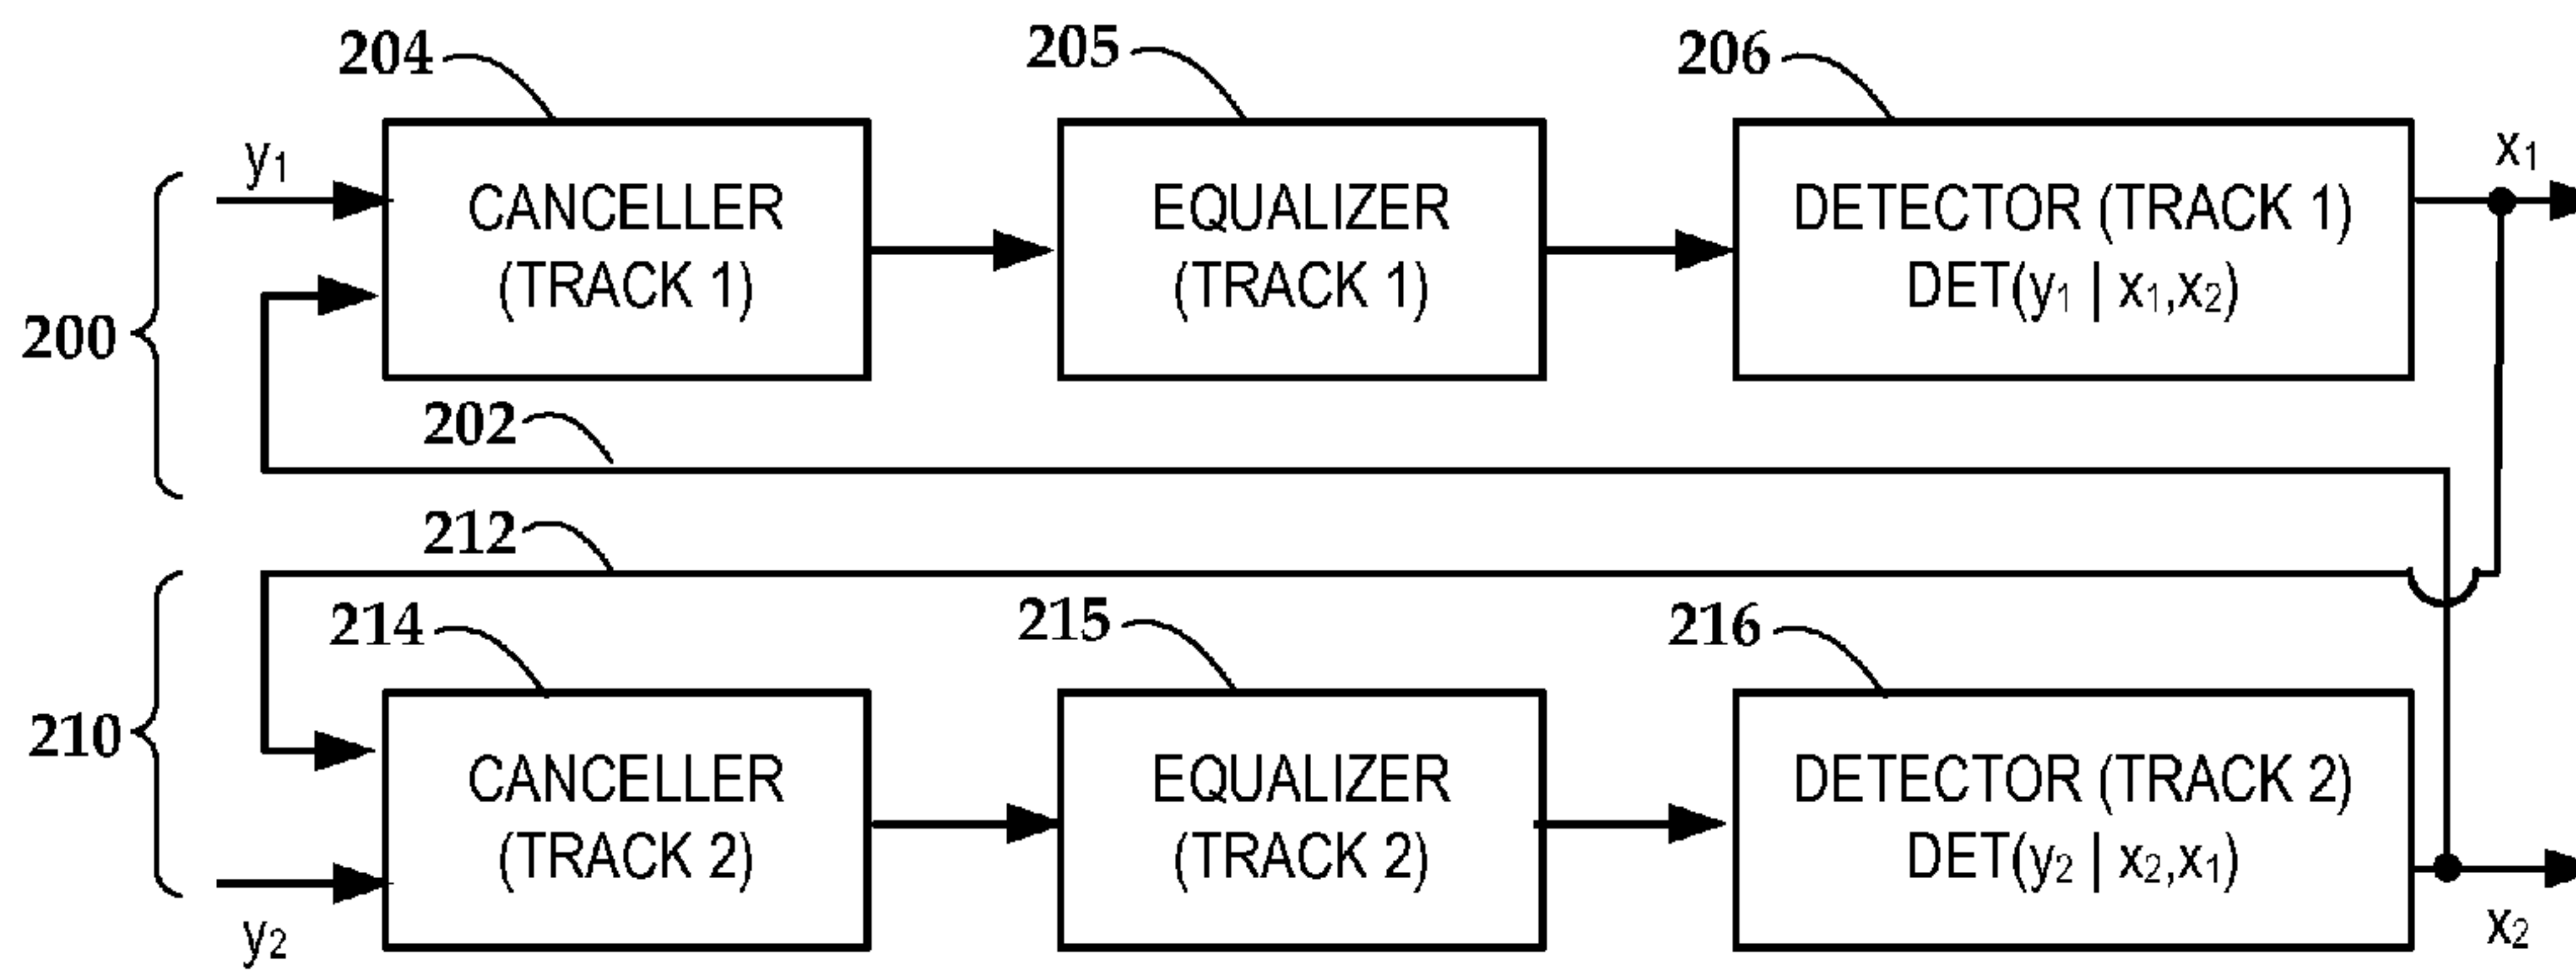 204
205
206
y₁
x₁
CANCELLER
(TRACK 1)
EQUALIZER
(TRACK 1)
DETECTOR (TRACK 1)
DET(y₁ | x₁,x₂)
200
202
212
214
215
216
210
CANCELLER
(TRACK 2)
EQUALIZER
(TRACK 2)
DETECTOR (TRACK 2)
DET(y₂ | x₂,x₁)
y₂
x₂